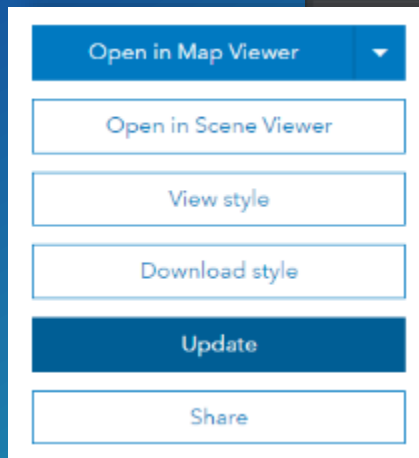 Open in Map Viewer
Open in Scene Viewer
View style
Download style
Update
Share